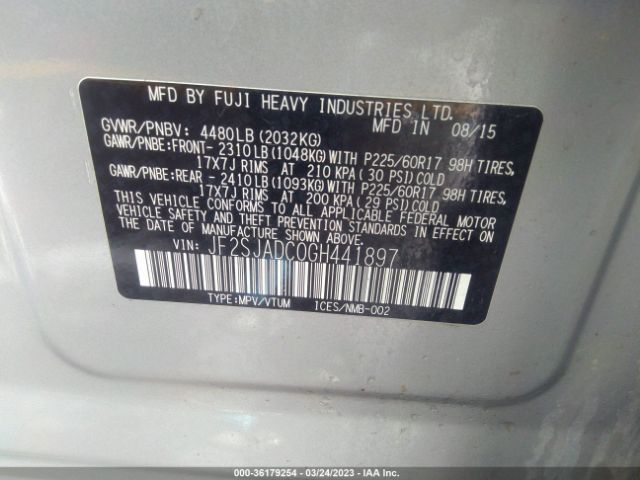 MFD BY FUJI HEAVY INDUSTRIES LTD.
MFD IN 08/15
GVWR/PNBV: 4480LB(2032KG)
GAWR/PNBE:FRONT- 2310LB(1048KG)WITH P225/60R17 98H TIRES,
17X7J RIMS AT 210 KPA( 30 PSI)COLD
GAWR/PNBE:REAR - 2410LB(1093KG)WITH P225/60R17 98H TIRES,
17X7J RIMS AT 200 KPA( 29 PSI)COLD
THIS VEHICLE CONFORMS TO ALL APPLICABLE FEDERAL MOTOR
VEHICLE SAFETY AND THEFT PREVENTION STANDARDS IN EFFECT ON
THE DATE OF MANUFACTURE SHOWN ABOVE.
VIN: JF2SJADC0GH441897
TYPE:MPV/VTUM ICES/NMB-002
000-36179254 - 03/24/2023 - IAA Inc.